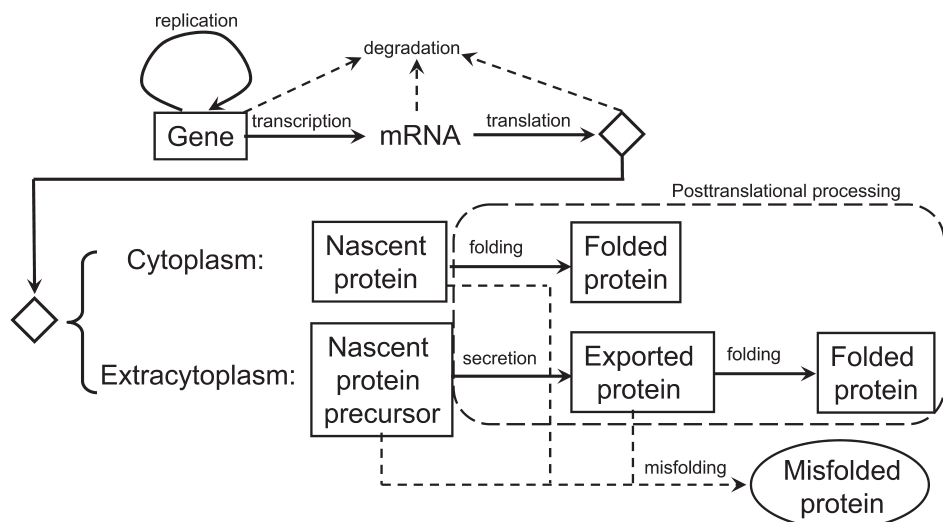 replication
degradation
Gene
transcription
mRNA
translation
Posttranslational processing
Cytoplasm:
Nascent
protein
folding
Folded
protein
Extracytoplasm:
Nascent
protein
precursor
secretion
Exported
protein
folding
Folded
protein
misfolding
Misfolded
protein